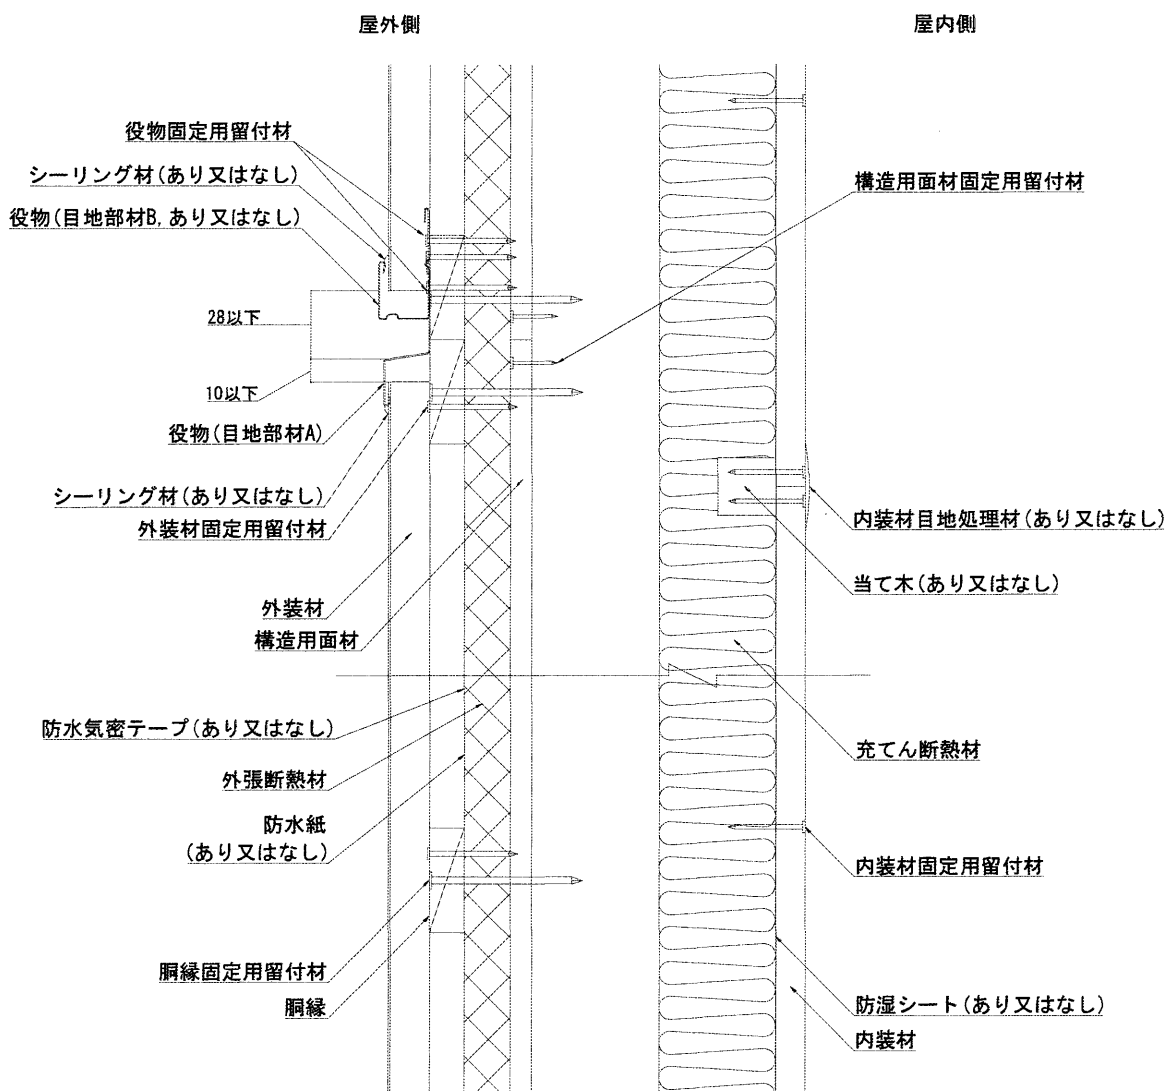 屋外側
屋内側
役物固定用留付材
シーリング材(あり又はなし)
役物(目地部材B, あり又はなし)
28以下
10以下
役物(目地部材A)
シーリング材(あり又はなし)
外装材固定用留付材
外装材
構造用面材
防水気密テープ(あり又はなし)
外張断熱材
防水紙
(あり又はなし)
胴縁固定用留付材
胴縁
構造用面材固定用留付材
内装材目地処理材(あり又はなし)
当て木(あり又はなし)
充てん断熱材
内装材固定用留付材
防湿シート(あり又はなし)
内装材